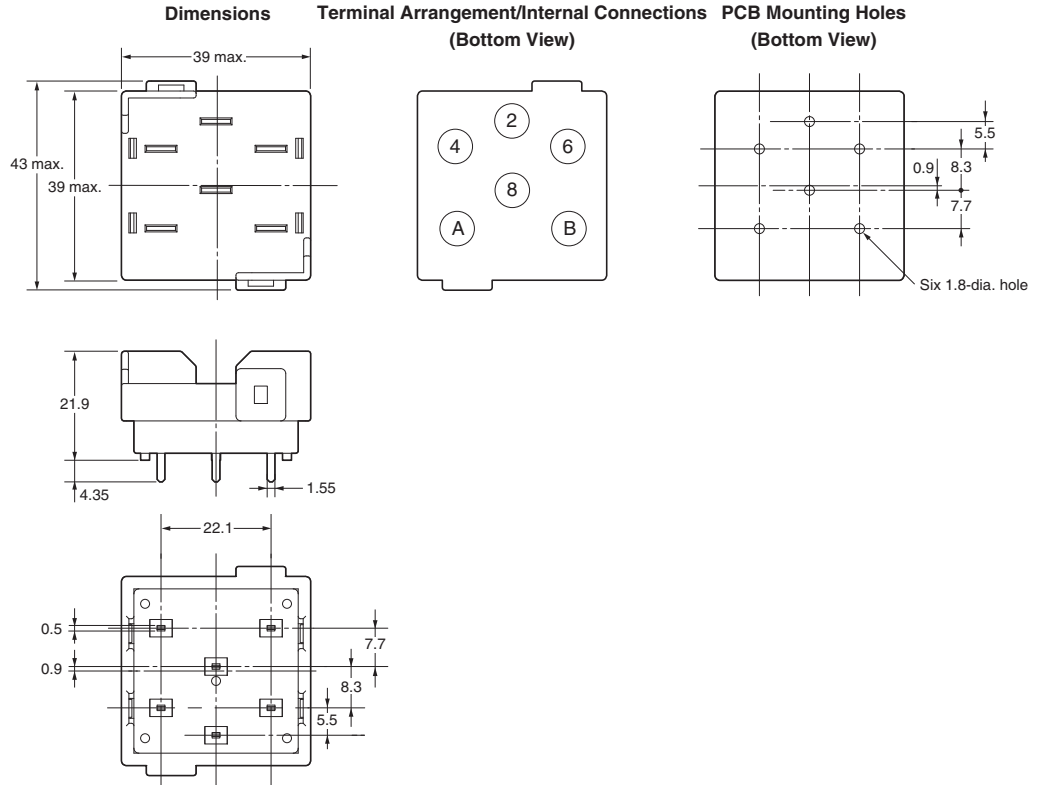 Dimensions
Terminal Arrangement/Internal Connections
(Bottom View)
PCB Mounting Holes
(Bottom View)
39 max.
43 max.
39 max.
2
4
6
8
A
B
5.5
0.9
8.3
7.7
Six 1.8-dia. hole
21.9
4.35
1.55
22.1
0.5
7.7
0.9
8.3
5.5